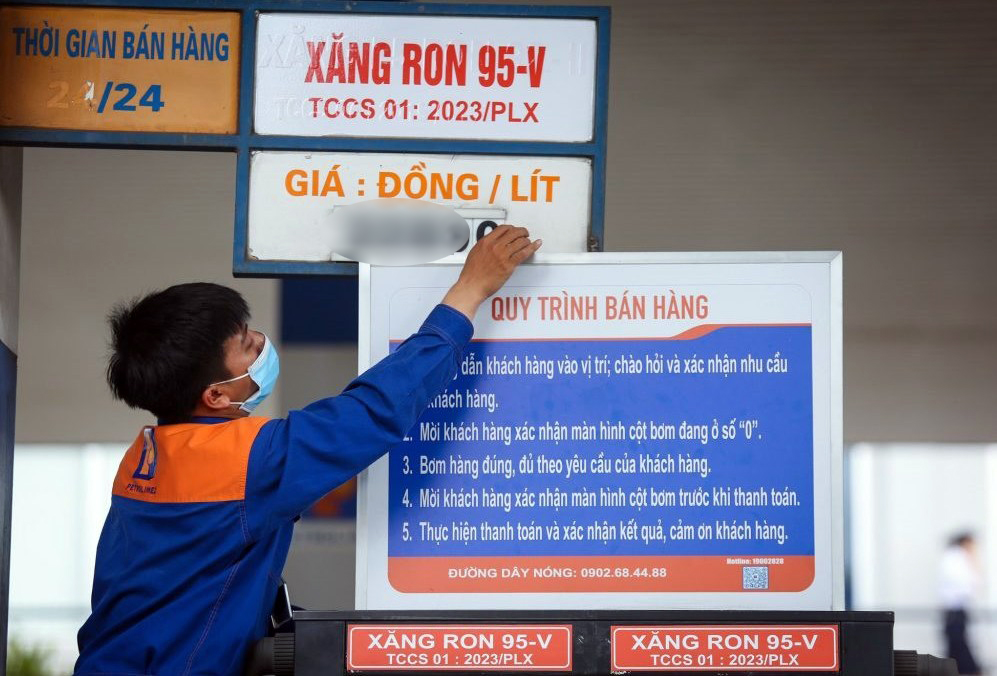 THỜI GIAN BÁN HÀNG
24/24
XĂNG RON 95-V
TCCS 01: 2023/PLX
GIÁ : ĐỒNG / LÍT
QUY TRÌNH BÁN HÀNG
dẫn khách hàng vào vị trí; chào hỏi và xác nhận nhu cầu
khách hàng.
2. Mời khách hàng xác nhận màn hình cột bơm đang ở số “0”.
3. Bơm hàng đúng, đủ theo yêu cầu của khách hàng.
4. Mời khách hàng xác nhận màn hình cột bơm trước khi thanh toán.
5. Thực hiện thanh toán và xác nhận kết quả, cảm ơn khách hàng.
ĐƯỜNG DÂY NÓNG: 0902.68.44.88
Hotline: 19002828
PETROLIMEX
XĂNG RON 95-V
TCCS 01 : 2023/PLX
XĂNG RON 95-V
TCCS 01 : 2023/PLX